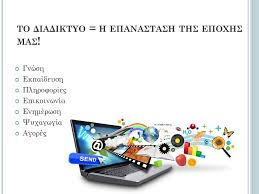 ΤΟ ΔΙΑΔΙΚΤΥΟ = Η ΕΠΑΝΑΣΤΑΣΗ ΤΗΣ ΕΠΟΧΗΣ
ΜΑΣ!
Γνώση
Εκπαίδευση
Πληροφορίες
Επικοινωνία
Ενημέρωση
Ψυχαγωγία
Αγορές
@
SEND